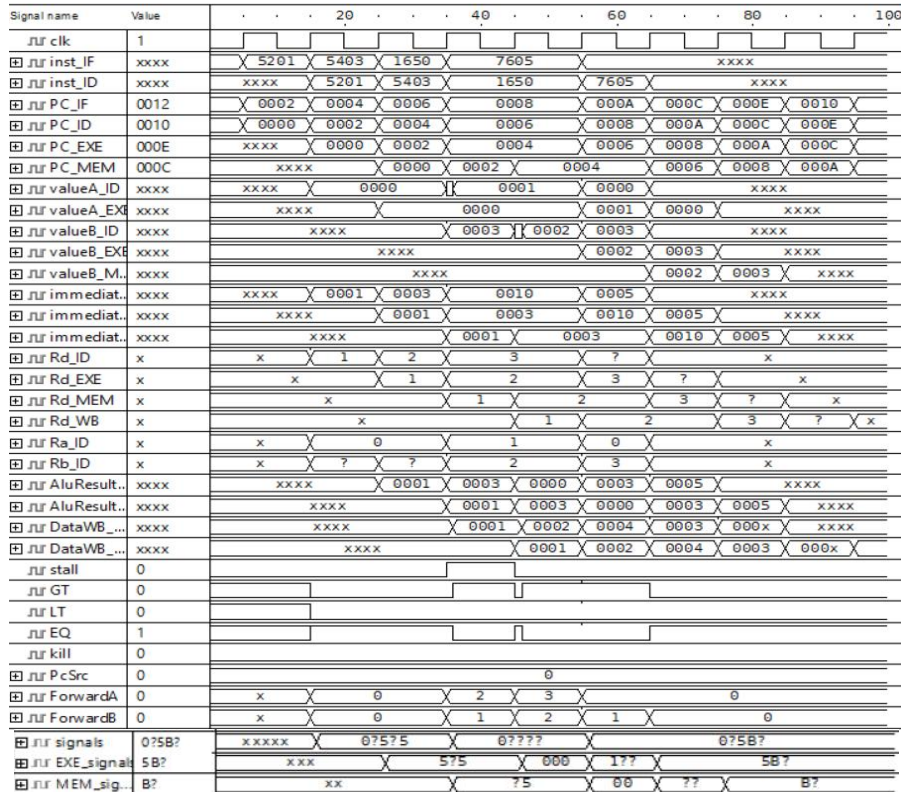 Signal name Value 20 40 60 80 100
clk 1
inst_IF xxxx 5201 5403 1650 7605 xxxx
inst_ID xxxx xxxx 5201 5403 1650 7605 xxxx
PC_IF 0012 0002 0004 0006 0008 000A 000C 000E 0010
PC_ID 0010 0000 0002 0004 0006 0008 000A 000C 000E
PC_EXE 000E xxxx 0000 0002 0004 0006 0008 000A 000C
PC_MEM 000C xxxx 0000 0002 0004 0006 0008 000A
valueA_ID xxxx xxxx 0000 0001 0000 xxxx
valueA_EXE xxxx xxxx 0000 0001 0000 xxxx
valueB_ID xxxx xxxx 0003 0002 0003 xxxx
valueB_EXE xxxx xxxx 0002 0003 xxxx
valueB_M.. xxxx xxxx 0002 0003 xxxx
immediat.. xxxx xxxx 0001 0003 0010 0005 xxxx
immediat.. xxxx xxxx 0001 0003 0010 0005 xxxx
immediat.. xxxx xxxx 0001 0003 0010 0005 xxxx
Rd_ID x x 1 2 3 ? x
Rd_EXE x x 1 2 3 ? x
Rd_MEM x x 1 2 3 ? x
Rd_WB x x 1 2 3 ? x
Ra_ID x x 0 1 0 x
Rb_ID x x ? ? 2 3 x
AluResult.. xxxx xxxx 0001 0003 0000 0003 0005 xxxx
AluResult.. xxxx xxxx 0001 0003 0000 0003 0005 xxxx
DataWB_... xxxx xxxx 0001 0002 0004 0003 000x xxxx
DataWB_... xxxx xxxx 0001 0002 0004 0003 000x
stall 0
GT 0
LT 0
EQ 1
kill 0
PcSrc 0 0
ForwardA 0 x 0 2 3 0
ForwardB 0 x 0 1 2 1 0
signals 0?5B? xxxxx 0?5?5 0???? 0?5B?
EXE_signals 5B? xxx 5?5 000 1?? 5B?
MEM_sig... B? xx ?5 00 ?? B?